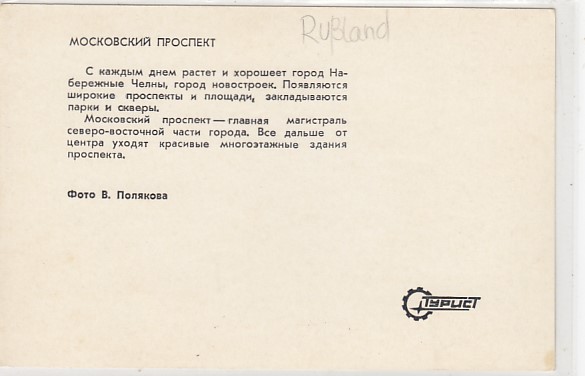 Rußland
МОСКОВСКИЙ ПРОСПЕКТ
С каждым днем растет и хорошеет город На-
бережные Челны, город новостроек. Появляются
широкие проспекты и площади, закладываются
парки и скверы.
Московский проспект — главная магистраль
северо-восточной части города. Все дальше от
центра уходят красивые многоэтажные здания
проспекта.
Фото В. Полякова
ТУРИСТ